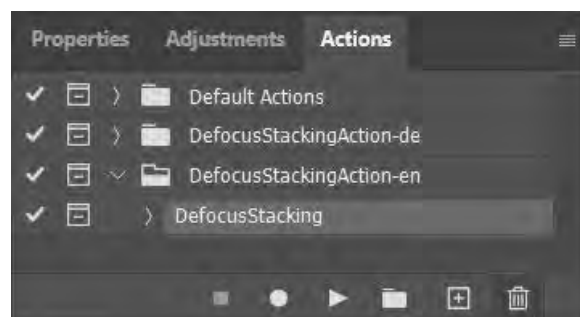 Properties Adjustments Actions
Default Actions
DefocusStackingAction-de
DefocusStackingAction-en
DefocusStacking